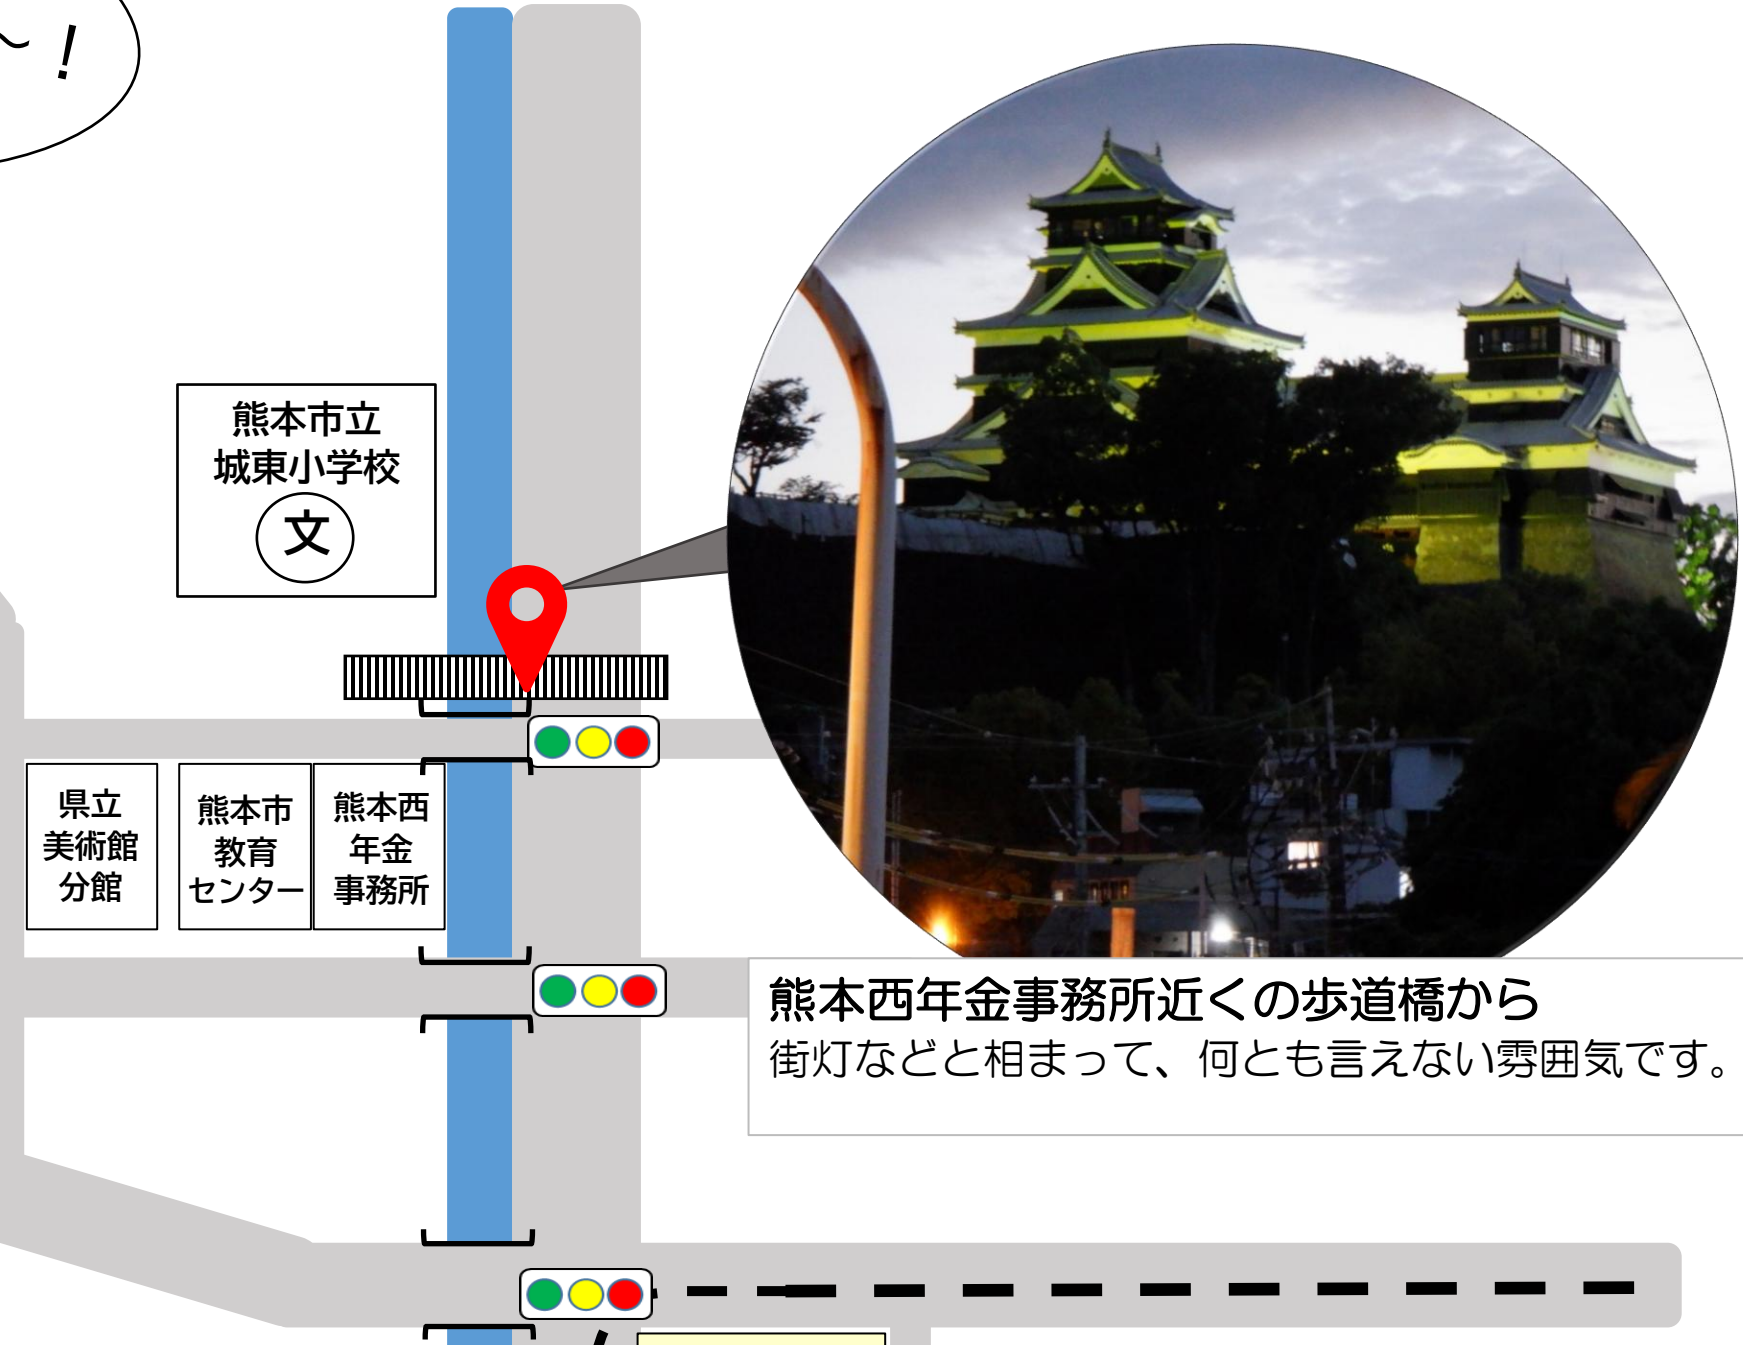 ～！
熊本市立
城東小学校
文
県立
美術館
分館
熊本市
教育
センター
熊本西
年金
事務所
熊本西年金事務所近くの歩道橋から
街灯などと相まって、何とも言えない雰囲気です。